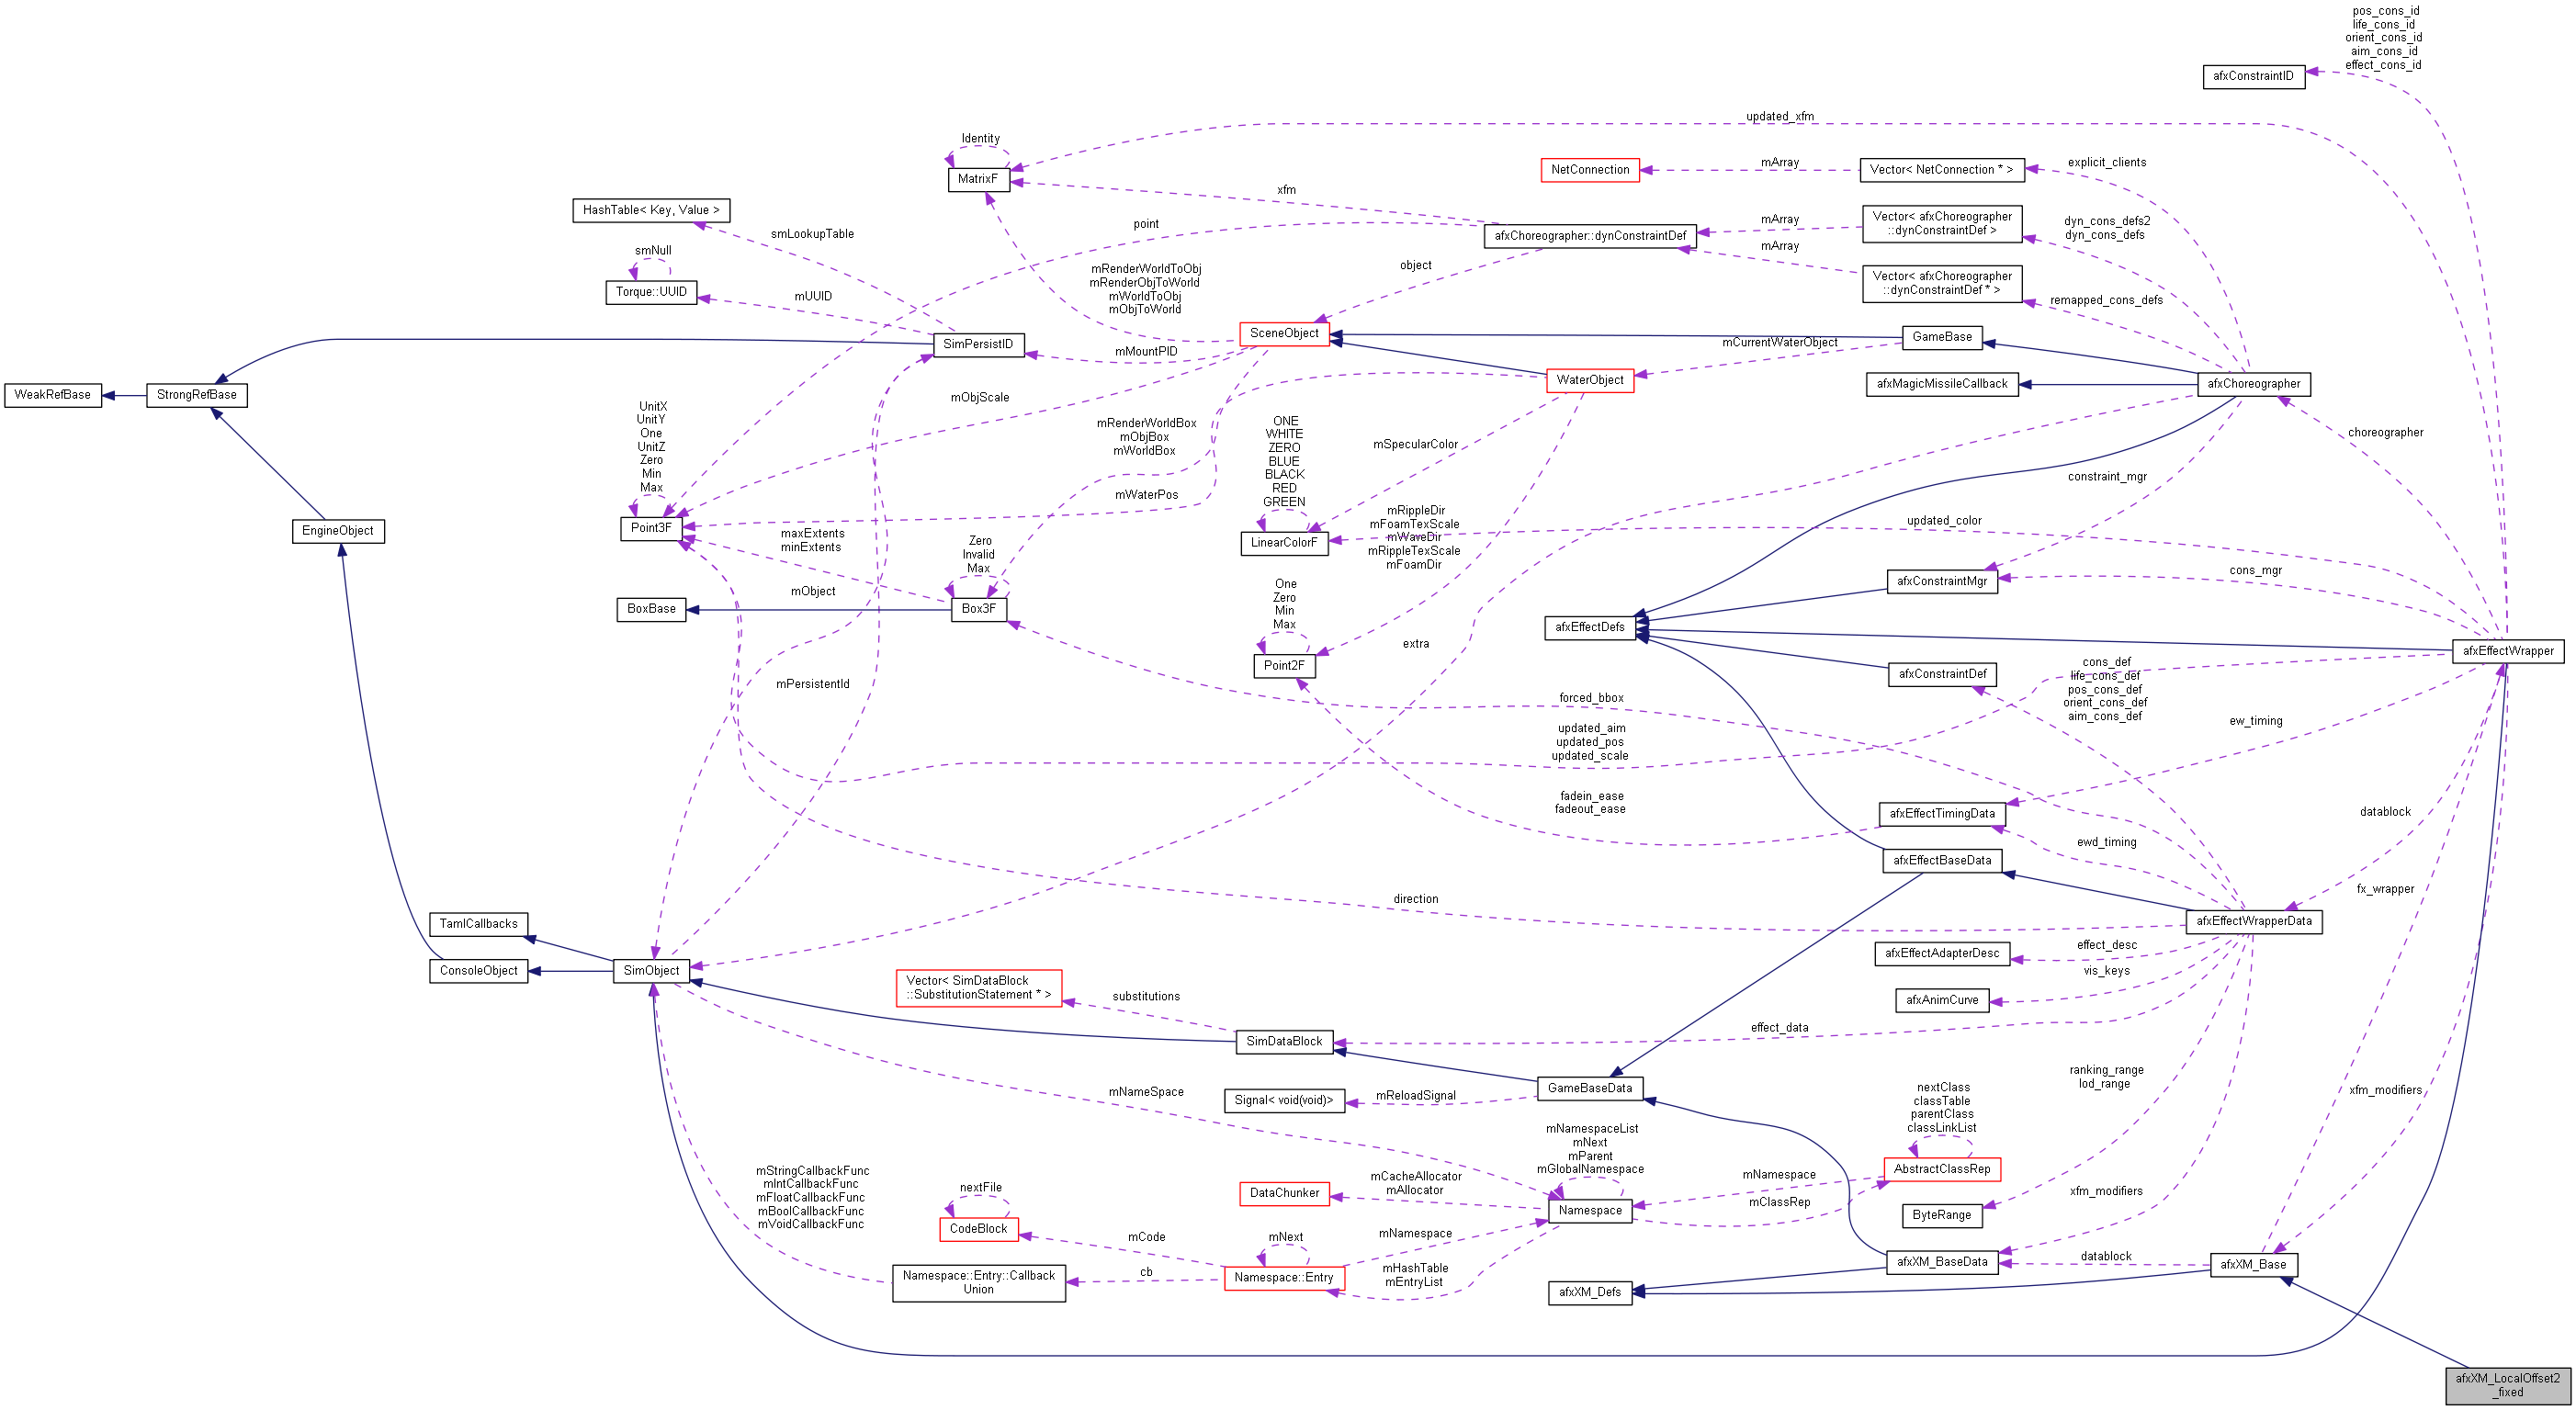 pos_cons_id
life_cons_id
orient_cons_id
aim_cons_id
effect_cons_id
afxConstraintID
updated_xfm
Identity
MatrixF
NetConnection
mArray
Vector< NetConnection * >
explicit_clients
xfm
HashTable< Key, Value >
smLookupTable
point
afxChoreographer::dynConstraintDef
mArray
Vector< afxChoreographer
::dynConstraintDef >
dyn_cons_defs2
dyn_cons_defs
mArray
Vector< afxChoreographer
::dynConstraintDef * >
remapped_cons_defs
smNull
Torque::UUID
mUUID
mRenderWorldToObj
mRenderObjToWorld
mWorldToObj
mObjToWorld
object
SceneObject
GameBase
mCurrentWaterObject
SimPersistID
mMountPID
WaterObject
afxMagicMissileCallback
afxChoreographer
WeakRefBase
StrongRefBase
mObjScale
UnitX
UnitY
One
UnitZ
Zero
Min
Max
Point3F
mRenderWorldBox
mObjBox
mWorldBox
ONE
WHITE
ZERO
BLUE
BLACK
RED
GREEN
LinearColorF
mSpecularColor
choreographer
constraint_mgr
mWaterPos
mRippleDir
mFoamTexScale
mWaveDir
mRippleTexScale
mFoamDir
updated_color
EngineObject
maxExtents
minExtents
Zero
Invalid
Max
Box3F
mObject
BoxBase
One
Zero
Min
Max
Point2F
afxConstraintMgr
cons_mgr
afxEffectDefs
afxEffectWrapper
extra
afxConstraintDef
cons_def
life_cons_def
pos_cons_def
orient_cons_def
aim_cons_def
mPersistentId
forced_bbox
ew_timing
updated_aim
updated_pos
updated_scale
fadein_ease
fadeout_ease
afxEffectTimingData
datablock
ewd_timing
afxEffectBaseData
fx_wrapper
direction
afxEffectWrapperData
TamlCallbacks
ConsoleObject
SimObject
afxEffectAdapterDesc
effect_desc
vis_keys
Vector< SimDataBlock
::SubstitutionStatement * >
substitutions
afxAnimCurve
effect_data
SimDataBlock
mNameSpace
Signal< void(void)>
mReloadSignal
GameBaseData
ranking_range
lod_range
xfm_modifiers
nextClass
classTable
parentClass
classLinkList
AbstractClassRep
mNamespaceList
mNext
mParent
mGlobalNamespace
Namespace
mCacheAllocator
mAllocator
DataChunker
mNamespace
mClassRep
mStringCallbackFunc
mIntCallbackFunc
mFloatCallbackFunc
mBoolCallbackFunc
mVoidCallbackFunc
nextFile
CodeBlock
mCode
mNext
Namespace::Entry
mNamespace
mHashTable
mEntryList
cb
Namespace::Entry::Callback
Union
ByteRange
xfm_modifiers
afxXM_BaseData
datablock
afxXM_Base
afxXM_Defs
afxXM_LocalOffset2
_fixed